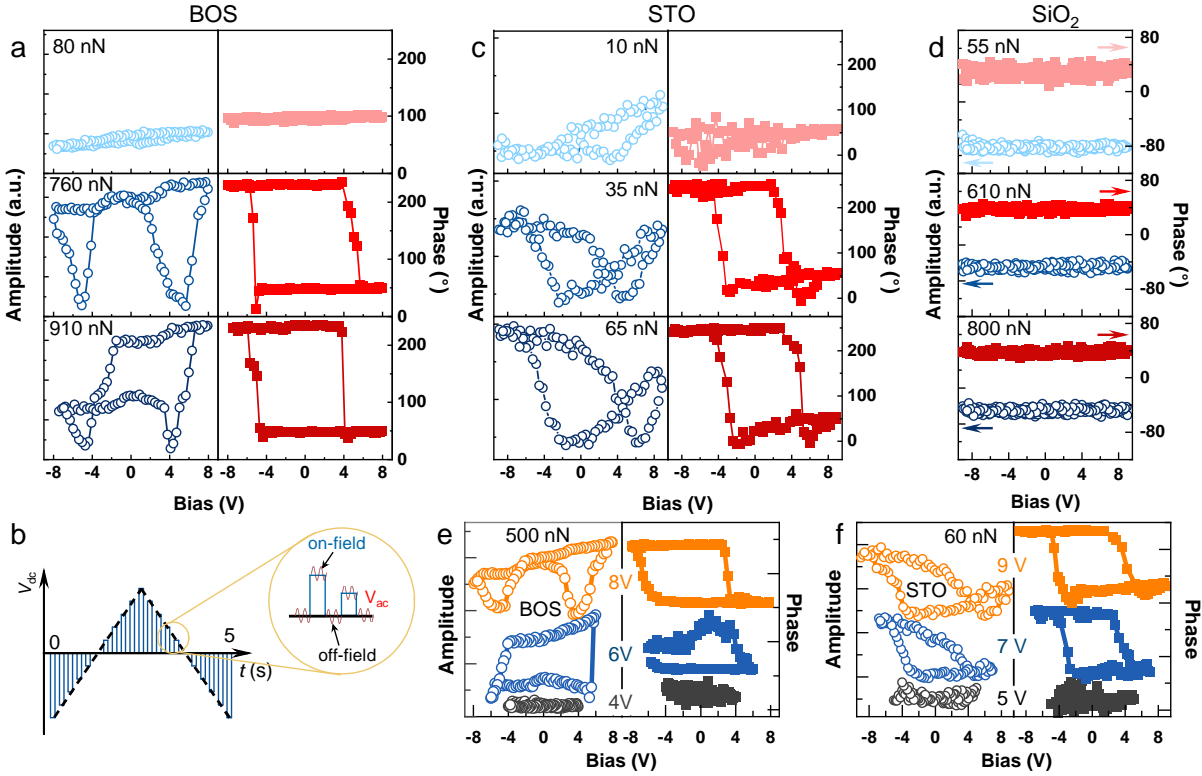 BOS
STO
SiO2
a
80 nN
200
100
0
760 nN
200
100
0
910 nN
200
100
0
Amplitude (a.u.)
Phase (°)
-8 -4 0 4 8
-8 -4 0 4 8
Bias (V)
c
10 nN
200
100
0
35 nN
200
100
0
65 nN
200
100
0
Amplitude (a.u.)
Phase (°)
-8 -4 0 4 8
-8 -4 0 4 8
Bias (V)
d
55 nN
80
0
-80
610 nN
80
0
-80
800 nN
80
0
-80
Amplitude (a.u.)
Phase (°)
-8 -4 0 4 8
Bias (V)
b
Vdc
0
5
t (s)
on-field
Vac
off-field
e
500 nN
8V
BOS
6V
4V
Amplitude
Phase
-8 -4 0 4 8
-8 -4 0 4 8
Bias (V)
f
60 nN
9 V
STO
7 V
5 V
Amplitude
Phase
-8 -4 0 4 8
-8 -4 0 4 8
Bias (V)